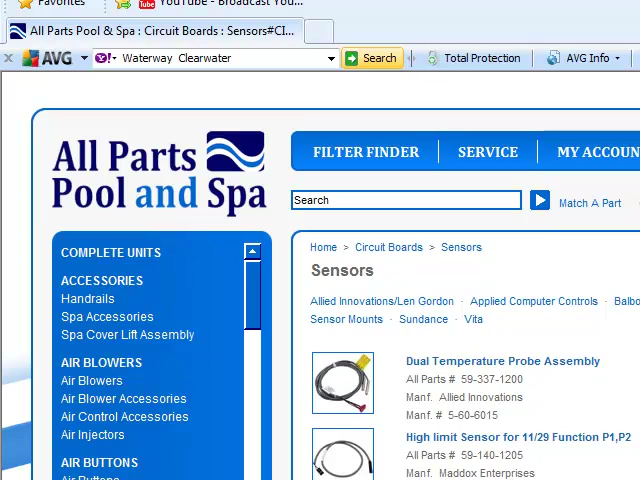 Favorites YouTube - Broadcast You...
All Parts Pool & Spa : Circuit Boards : Sensors#CI...
AVG Waterway Clearwater Search Total Protection AVG Info
All Parts
Pool and Spa
FILTER FINDER SERVICE MY ACCOUN
Search Match A Part
COMPLETE UNITS
ACCESSORIES
Handrails
Spa Accessories
Spa Cover Lift Assembly
AIR BLOWERS
Air Blowers
Air Blower Accessories
Air Control Accessories
Air Injectors
AIR BUTTONS
Air Buttons
Home > Circuit Boards > Sensors
Sensors
Allied Innovations/Len Gordon · Applied Computer Controls · Balbo
Sensor Mounts · Sundance · Vita
Dual Temperature Probe Assembly
All Parts # 59-337-1200
Manf. Allied Innovations
Manf. # 5-60-6015
High limit Sensor for 11/29 Function P1,P2
All Parts # 59-140-1205
Manf. Maddox Enterprises